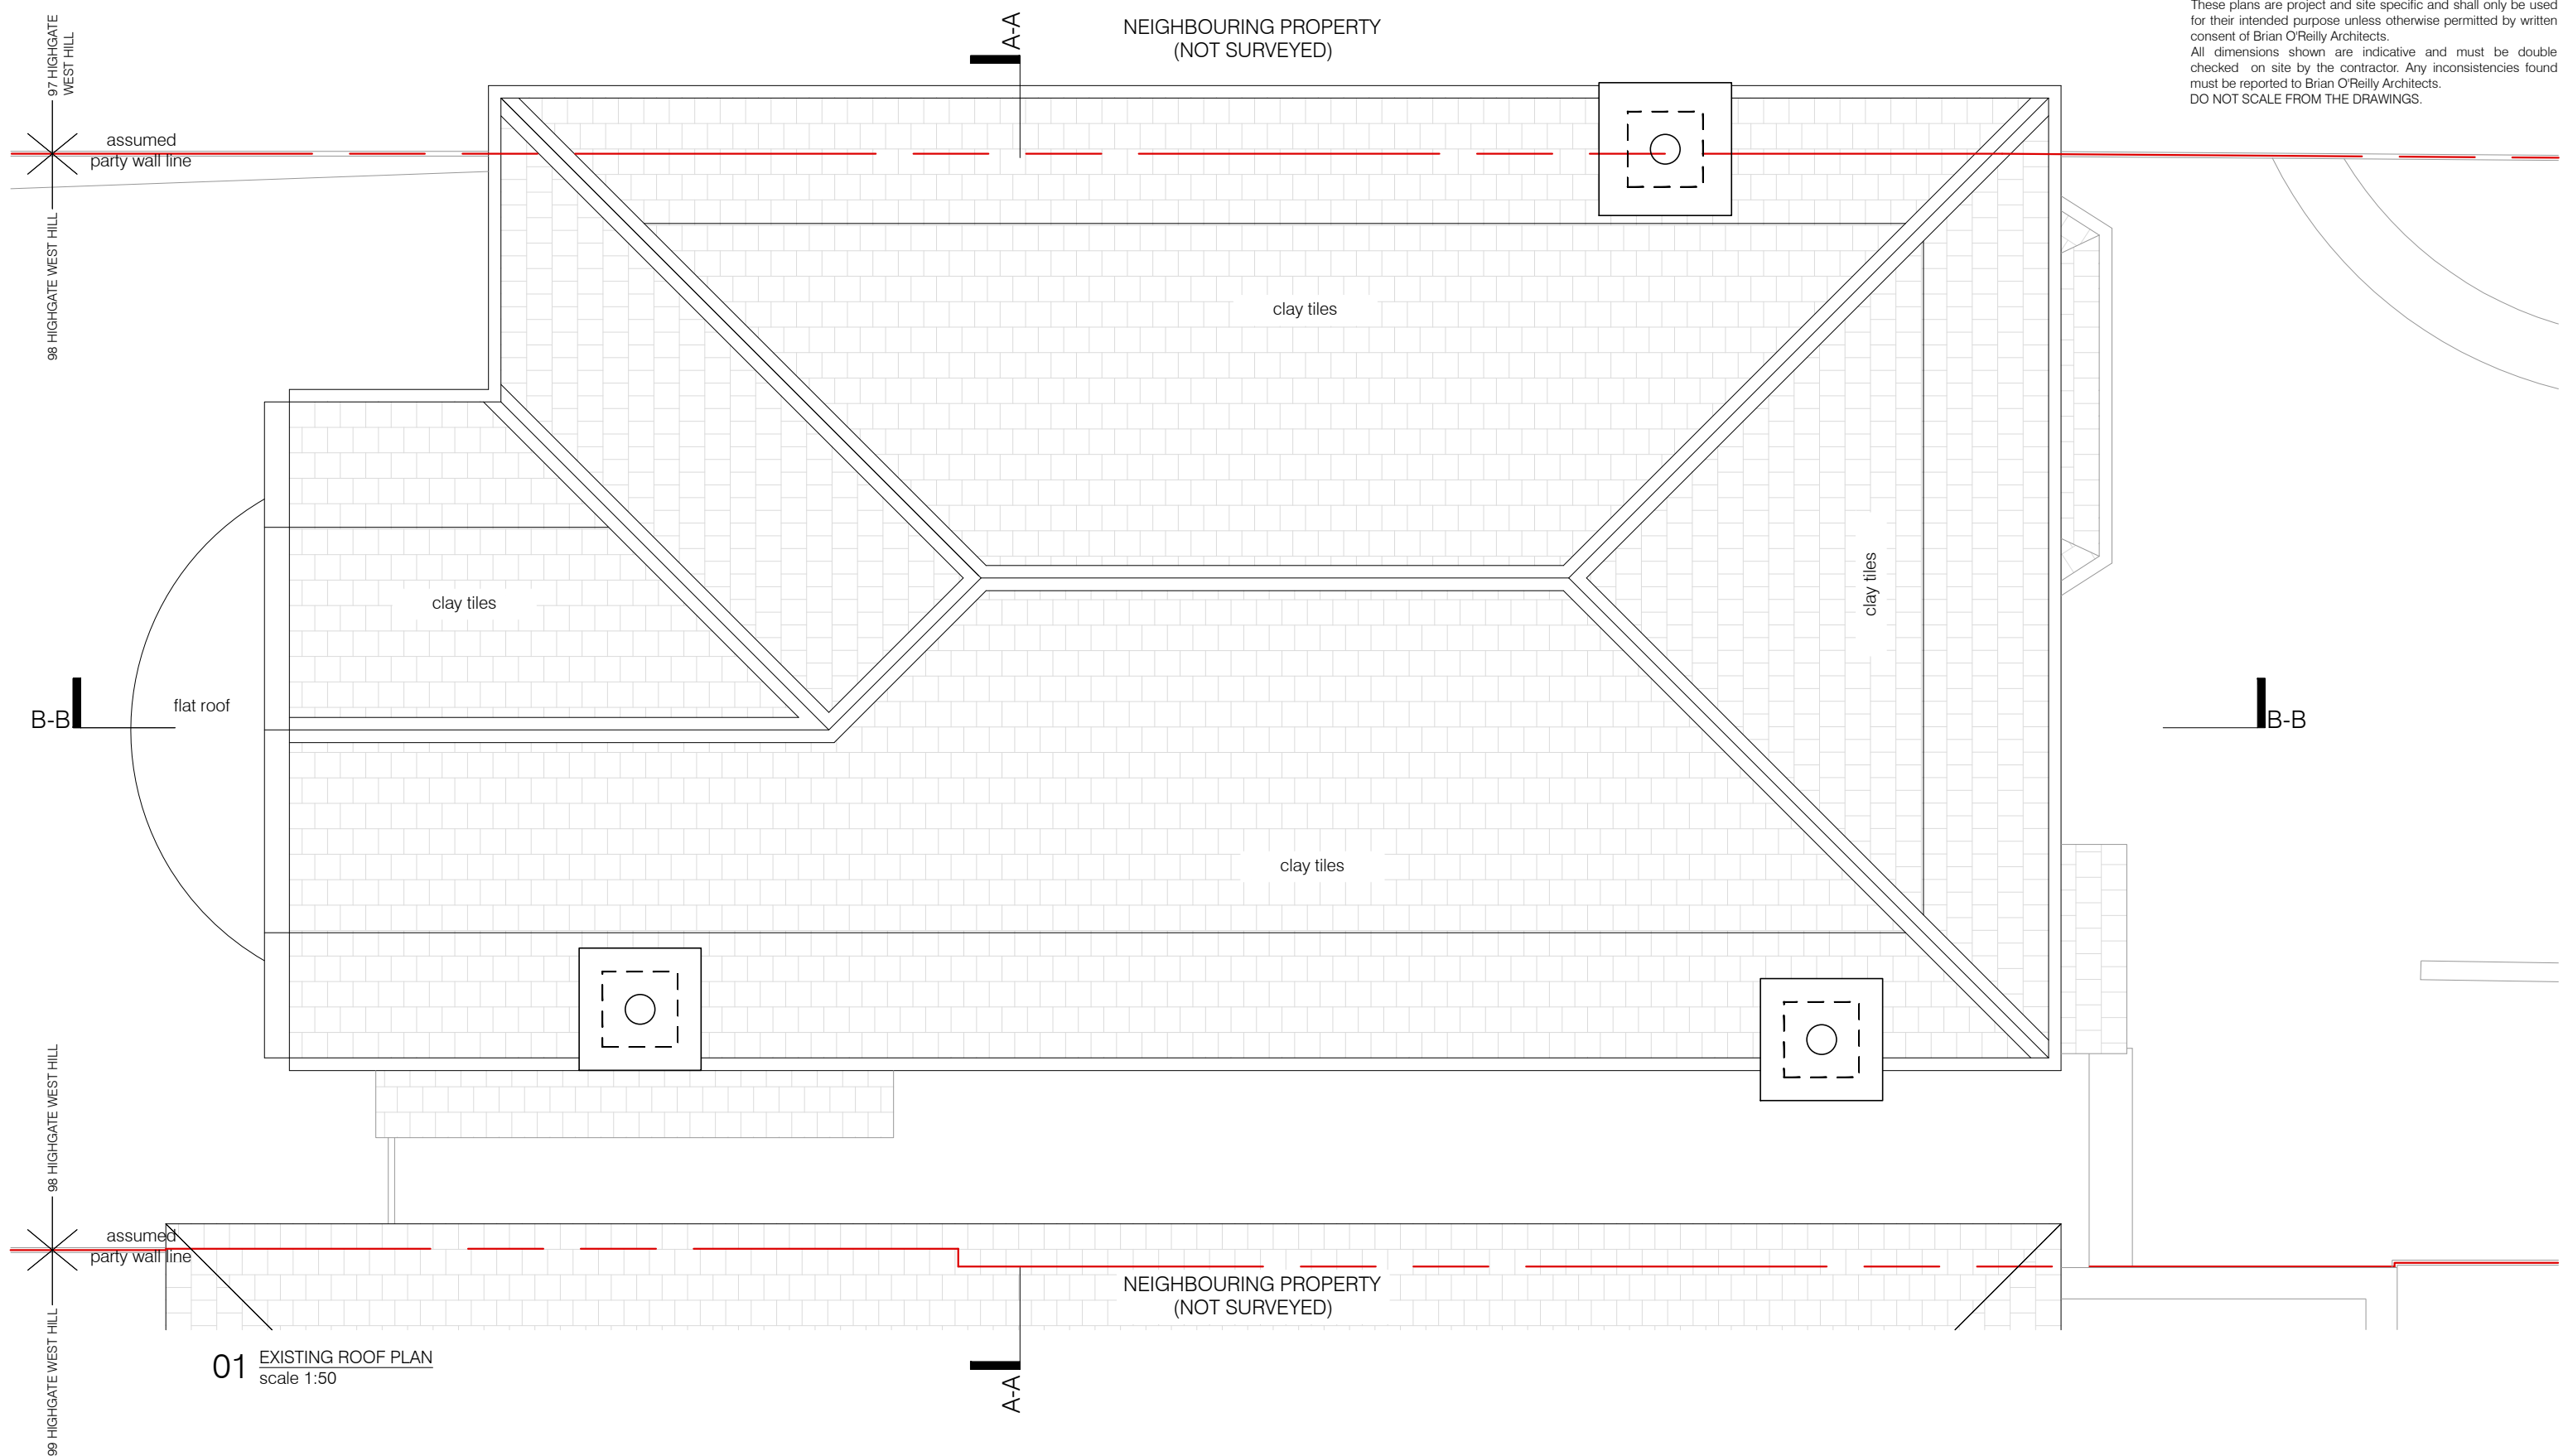 These plans are project and site specific and shall only be used
for their intended purpose unless otherwise permitted by written
consent of Brian O'Reilly Architects.
All dimensions shown are indicative and must be double
checked on site by the contractor. Any inconsistencies found
must be reported to Brian O'Reilly Architects.
DO NOT SCALE FROM THE DRAWINGS.
97 HIGHGATE
WEST HILL
A-A
NEIGHBOURING PROPERTY
(NOT SURVEYED)
assumed
party wall line
98 HIGHGATE WEST HILL
clay tiles
clay tiles
clay tiles
flat roof
B-B
B-B
clay tiles
98 HIGHGATE WEST HILL
assumed
party wall line
99 HIGHGATE WEST HILL
NEIGHBOURING PROPERTY
(NOT SURVEYED)
01 EXISTING ROOF PLAN
scale 1:50
A-A